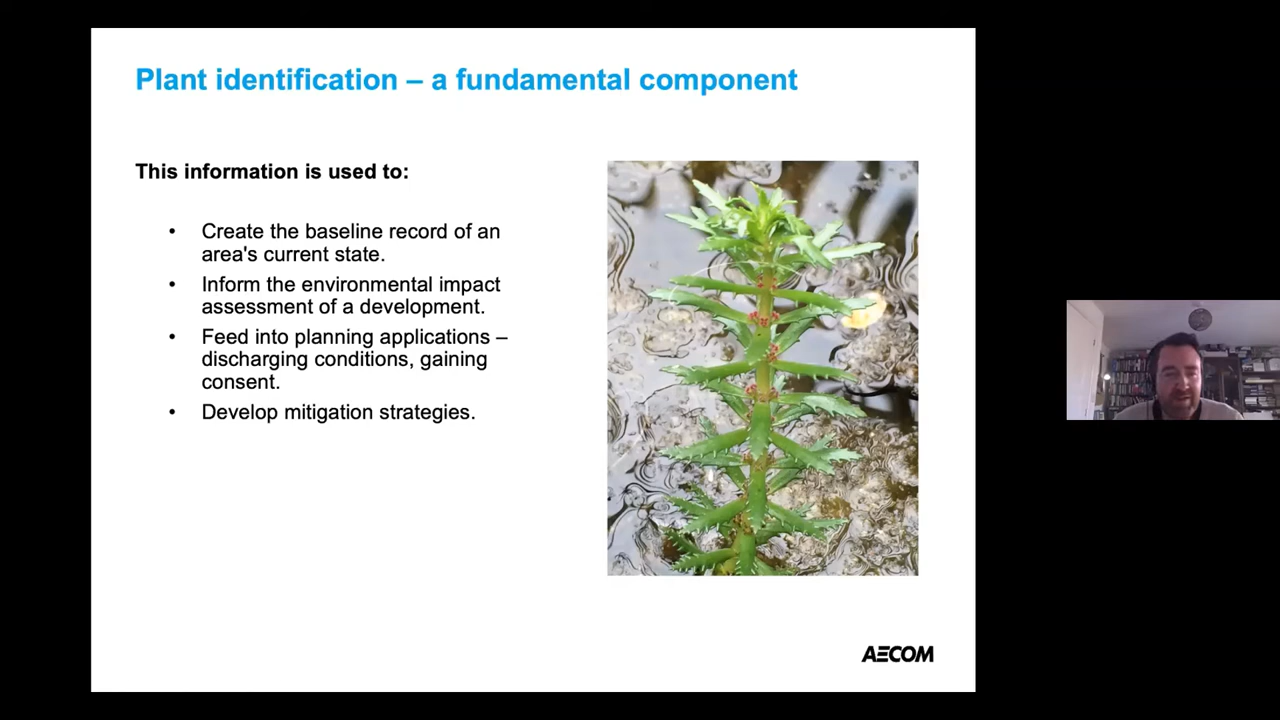 Plant identification – a fundamental component
This information is used to:
• Create the baseline record of an
area's current state.
• Inform the environmental impact
assessment of a development.
• Feed into planning applications –
discharging conditions, gaining
consent.
• Develop mitigation strategies.
AECOM